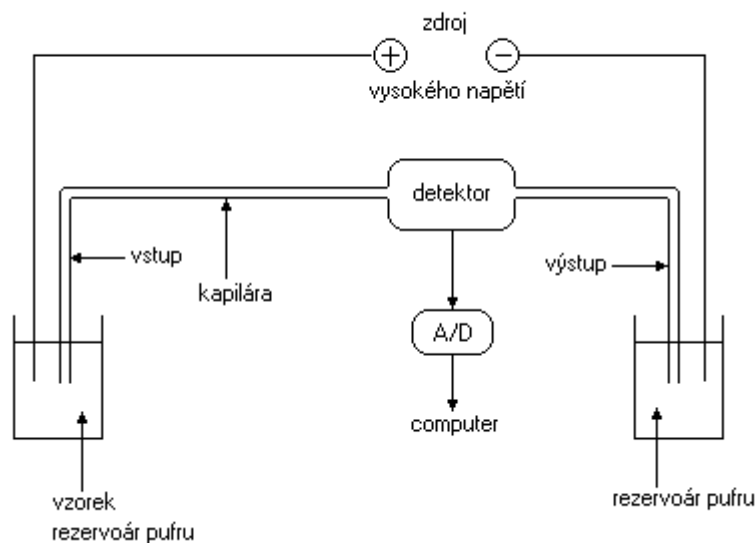 zdroj
+
−
vysokého napětí
detektor
vstup
kapilára
výstup
A/D
computer
vzorek
rezervoár pufru
rezervoár pufru